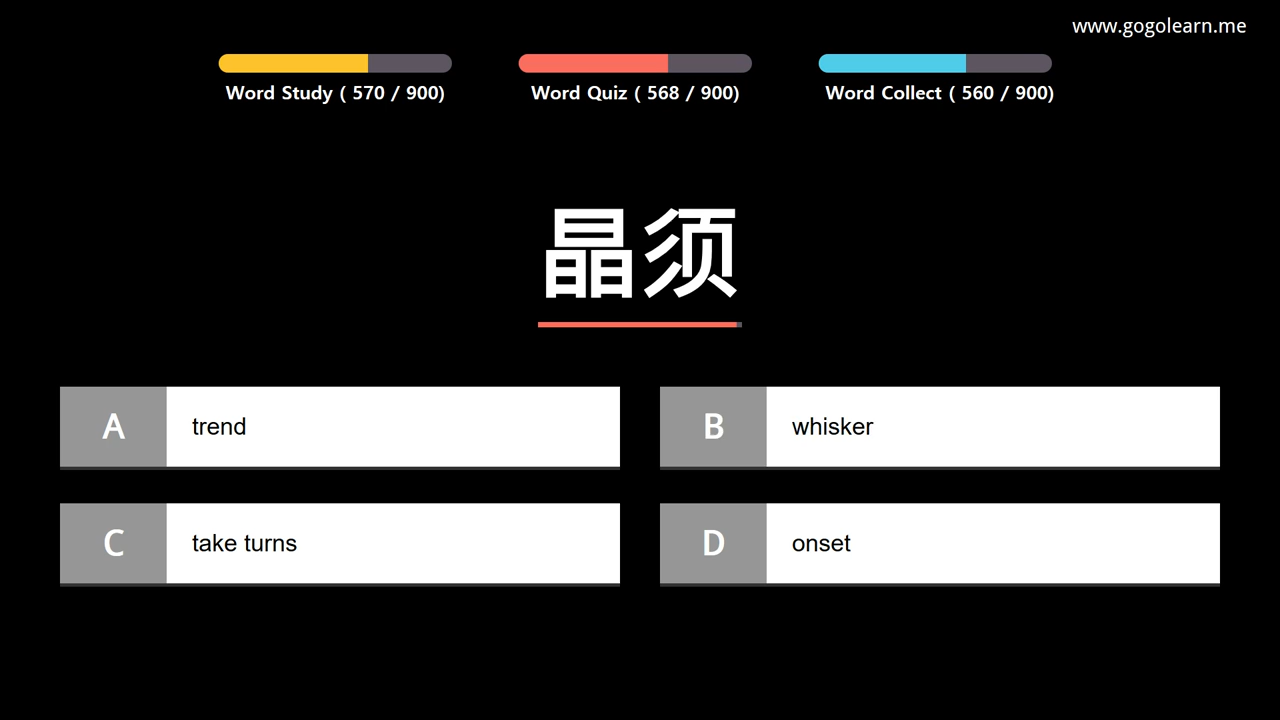 www.gogolearn.me
Word Study ( 570 / 900)
Word Quiz ( 568 / 900)
Word Collect ( 560 / 900)
晶须
A trend
B whisker
C take turns
D onset